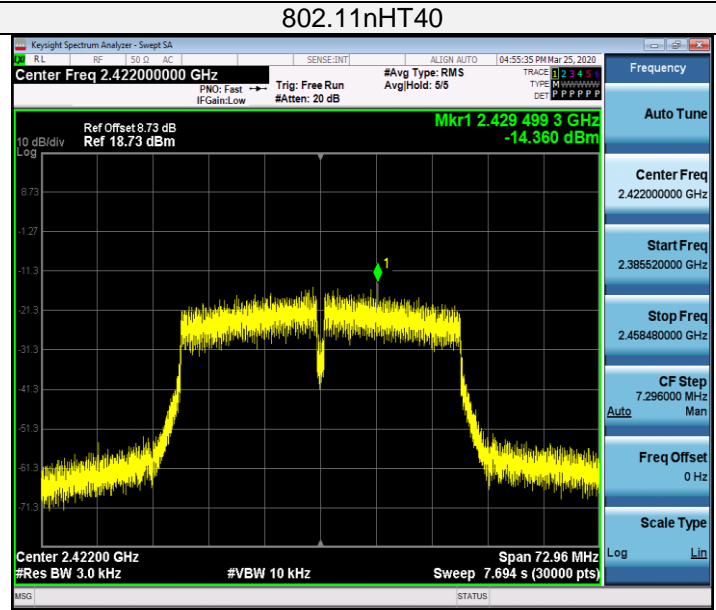 802.11nHT40
Keysight Spectrum Analyzer - Swept SA
RL RF 50 Ω AC SENSE:INT ALIGN AUTO 04:55:35 PM Mar 25, 2020
Center Freq 2.422000000 GHz
PNO: Fast
IFGain:Low
Trig: Free Run
#Atten: 20 dB
#Avg Type: RMS
Avg|Hold: 5/5
TRACE 1 2 3 4 5 6
TYPE M WWWWW
DET P P P P P P
Ref Offset 8.73 dB
10 dB/div Ref 18.73 dBm
Log
Mkr1 2.429 499 3 GHz
-14.360 dBm
8.73
-1.27
-11.3
-21.3
-31.3
-41.3
-51.3
-61.3
-71.3
1
Center 2.42200 GHz
Span 72.96 MHz
#Res BW 3.0 kHz
#VBW 10 kHz
Sweep 7.694 s (30000 pts)
MSG STATUS
Frequency
Auto Tune
Center Freq
2.422000000 GHz
Start Freq
2.385520000 GHz
Stop Freq
2.458480000 GHz
CF Step
7.296000 MHz
Auto Man
Freq Offset
0 Hz
Scale Type
Log Lin